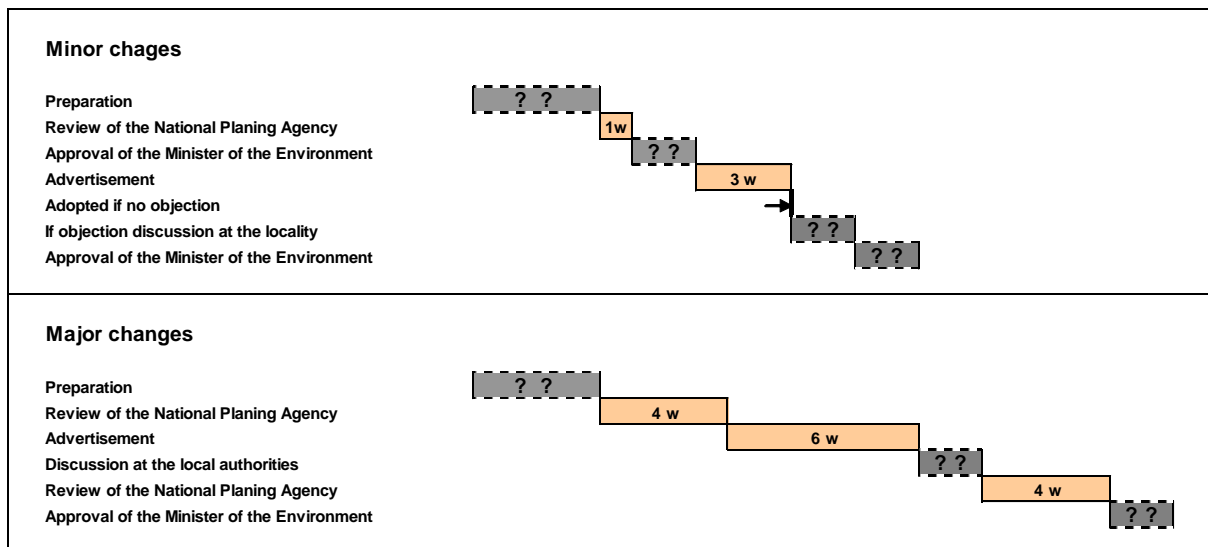 Minor chages
Preparation ? ?
Review of the National Planing Agency 1w
Approval of the Minister of the Environment ? ?
Advertisement 3 w
Adopted if no objection
If objection discussion at the locality ? ?
Approval of the Minister of the Environment ? ?
Major changes
Preparation ? ?
Review of the National Planing Agency 4 w
Advertisement 6 w
Discussion at the local authorities ? ?
Review of the National Planing Agency 4 w
Approval of the Minister of the Environment ? ?